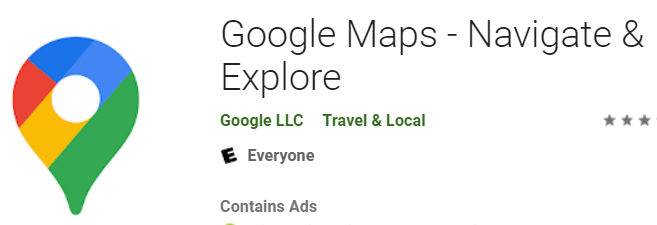 Google Maps - Navigate &
Explore
Google LLC Travel & Local
E Everyone
Contains Ads